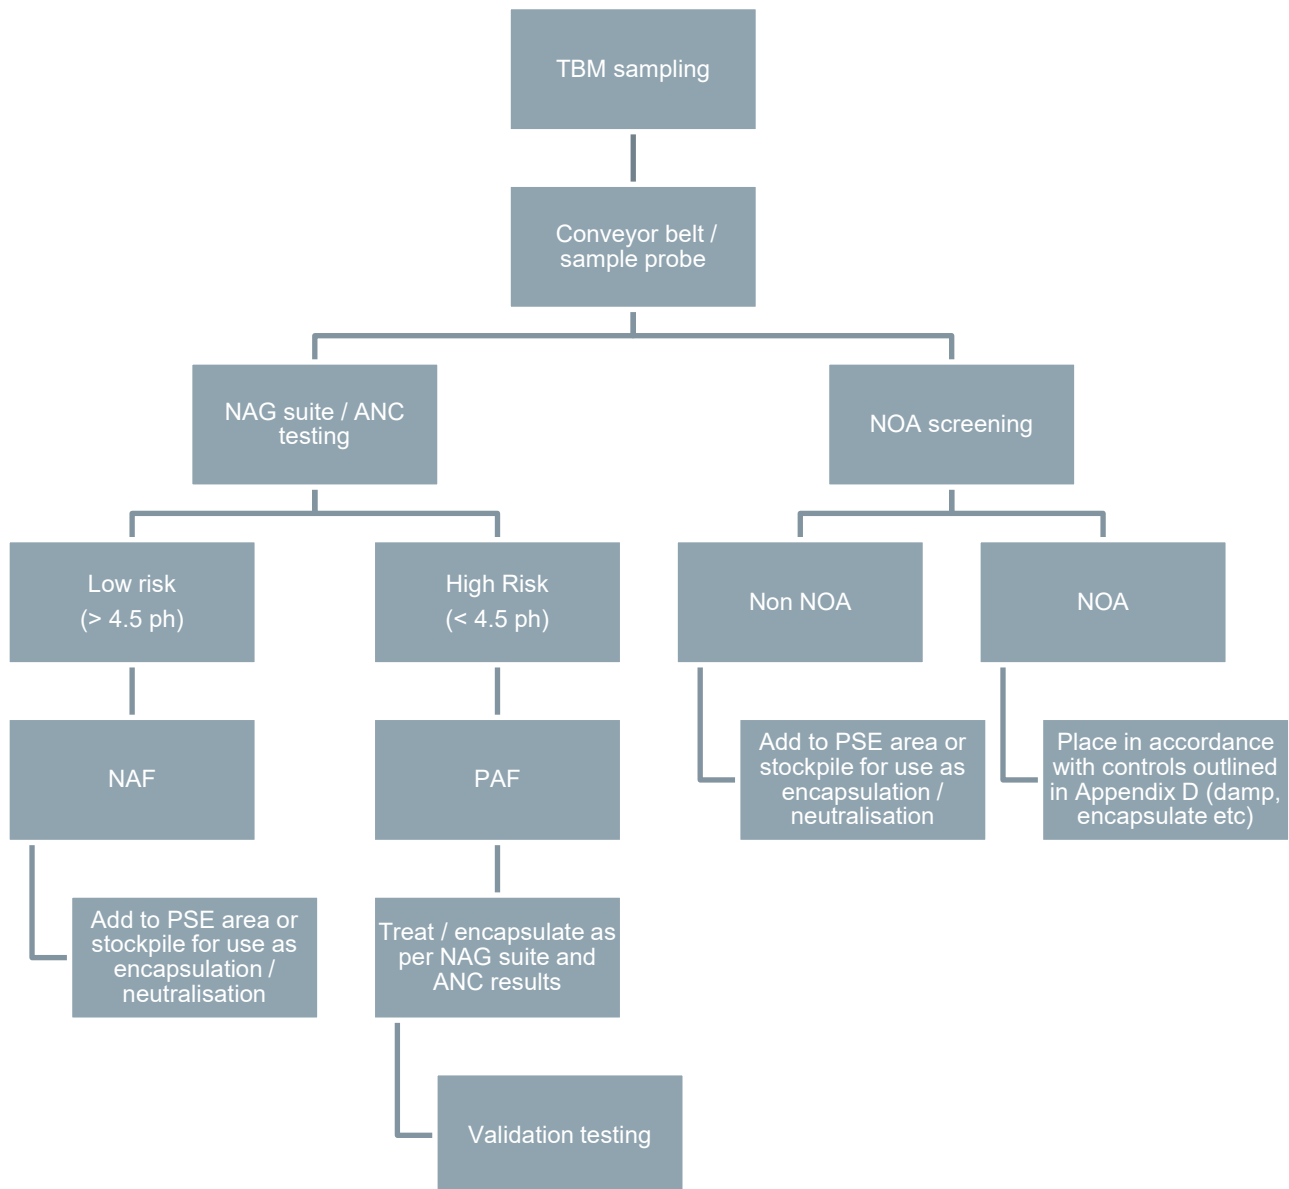 TBM sampling
Conveyor belt /
sample probe
NAG suite / ANC
testing
NOA screening
Low risk
(> 4.5 ph)
High Risk
(< 4.5 ph)
Non NOA
NOA
NAF
PAF
Add to PSE area or
stockpile for use as
encapsulation /
neutralisation
Place in accordance
with controls outlined
in Appendix D (damp,
encapsulate etc)
Add to PSE area or
stockpile for use as
encapsulation /
neutralisation
Treat / encapsulate as
per NAG suite and
ANC results
Validation testing